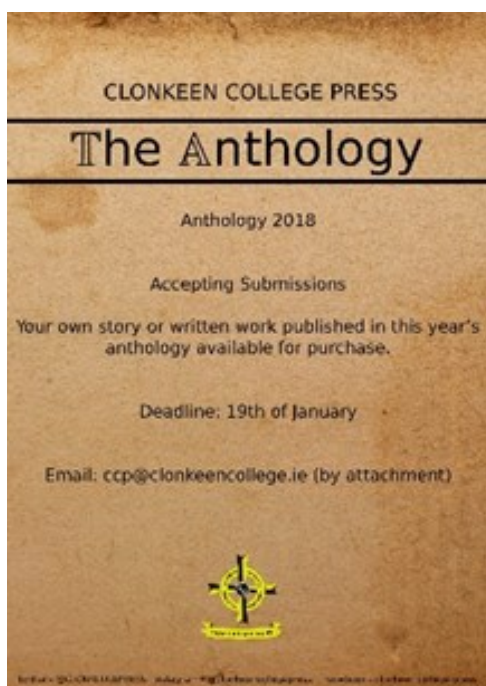 CLONKEEN COLLEGE PRESS
The Anthology
Anthology 2018
Accepting Submissions
Your own story or written work published in this year's
anthology available for purchase.
Deadline: 19th of January
Email: ccp@clonkeencollege.ie (by attachment)